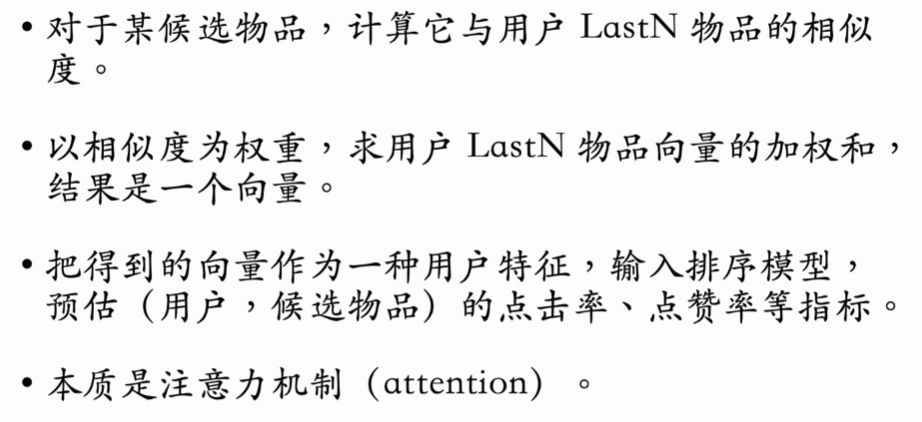 • 对于某候选物品，计算它与用户 LastN 物品的相似
度。
• 以相似度为权重，求用户 LastN 物品向量的加权和，
结果是一个向量。
• 把得到的向量作为一种用户特征，输入排序模型，
预估（用户，候选物品）的点击率、点赞率等指标。
• 本质是注意力机制（attention）。